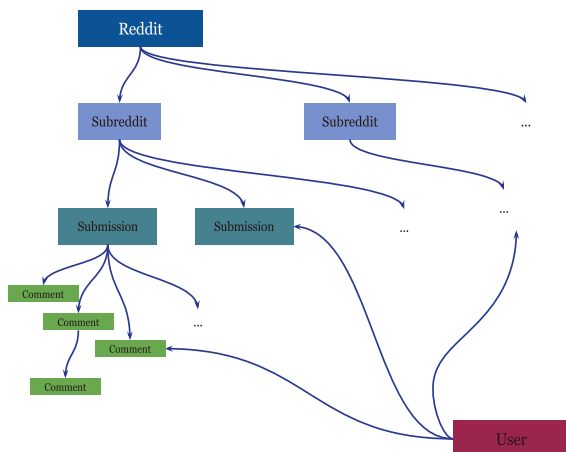 Reddit
Subreddit
Subreddit
...
Submission
Submission
...
...
Comment
Comment
...
Comment
Comment
User